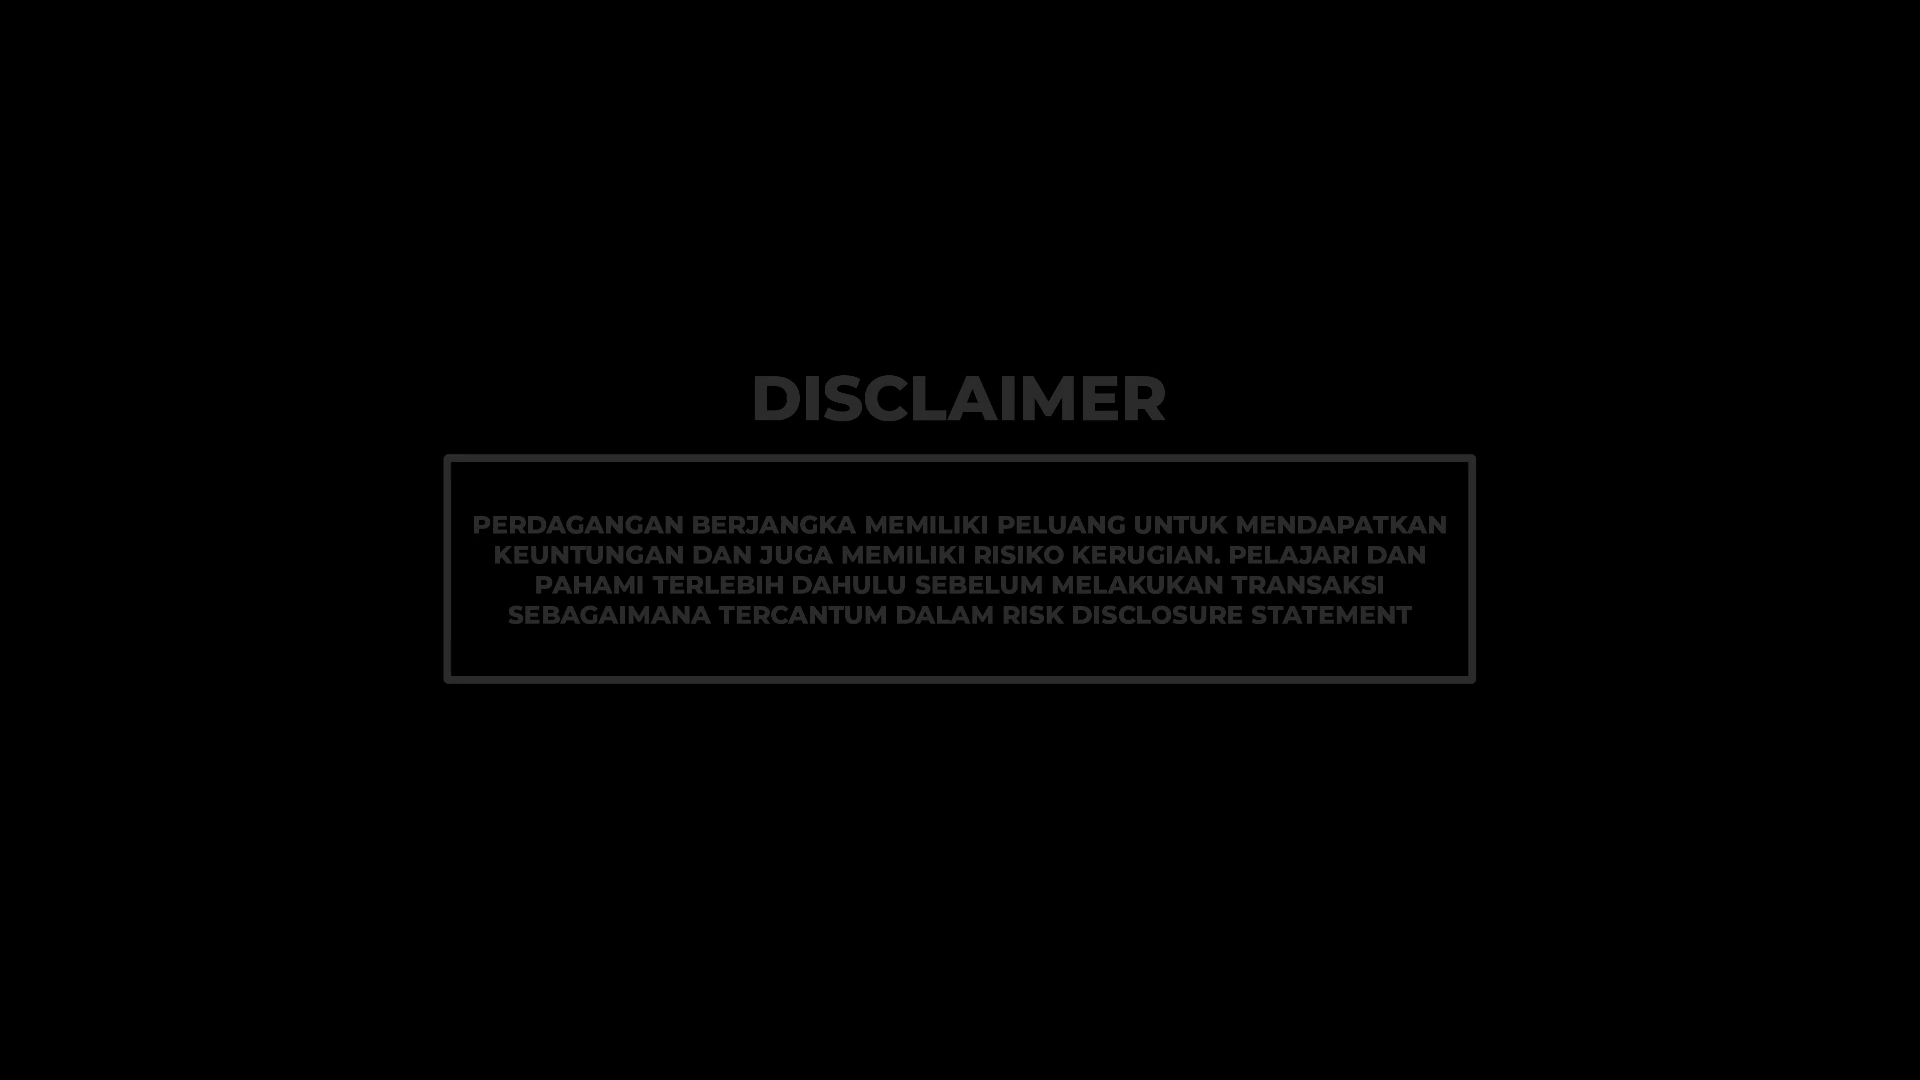 DISCLAIMER
PERDAGANGAN BERJANGKA MEMILIKI PELUANG UNTUK MENDAPATKAN
KEUNTUNGAN DAN JUGA MEMILIKI RISIKO KERUGIAN. PELAJARI DAN
PAHAMI TERLEBIH DAHULU SEBELUM MELAKUKAN TRANSAKSI
SEBAGAIMANA TERCANTUM DALAM RISK DISCLOSURE STATEMENT